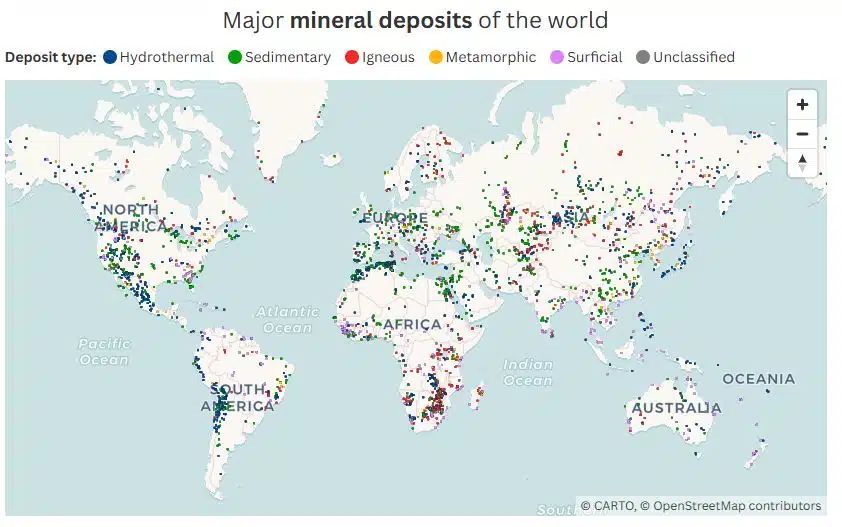 Major mineral deposits of the world
Deposit type: Hydrothermal Sedimentary Igneous Metamorphic Surficial Unclassified
+
−
NORTH
AMERICA
EUROPE
ASIA
Atlantic
Ocean
AFRICA
Pacific
Ocean
Indian
Ocean
OCEANIA
SOUTH
AMERICA
AUSTRALIA
© CARTO, © OpenStreetMap contributors